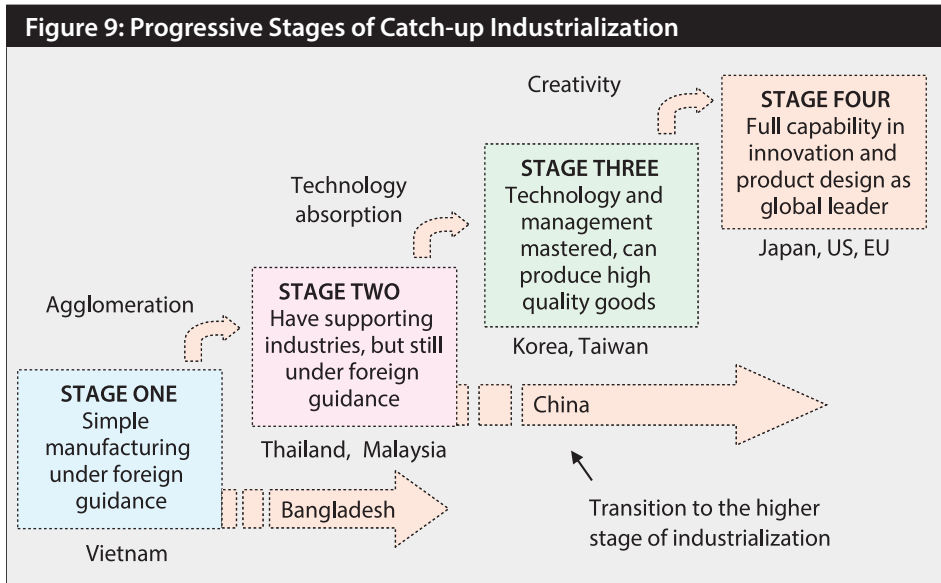 Figure 9: Progressive Stages of Catch-up Industrialization
Creativity
STAGE FOUR
Full capability in
innovation and
product design as
global leader
Japan, US, EU
Technology
absorption
STAGE THREE
Technology and
management
mastered, can
produce high
quality goods
Korea, Taiwan
Agglomeration
STAGE TWO
Have supporting
industries, but still
under foreign
guidance
Thailand, Malaysia
China
STAGE ONE
Simple
manufacturing
under foreign
guidance
Vietnam
Bangladesh
Transition to the higher
stage of industrialization